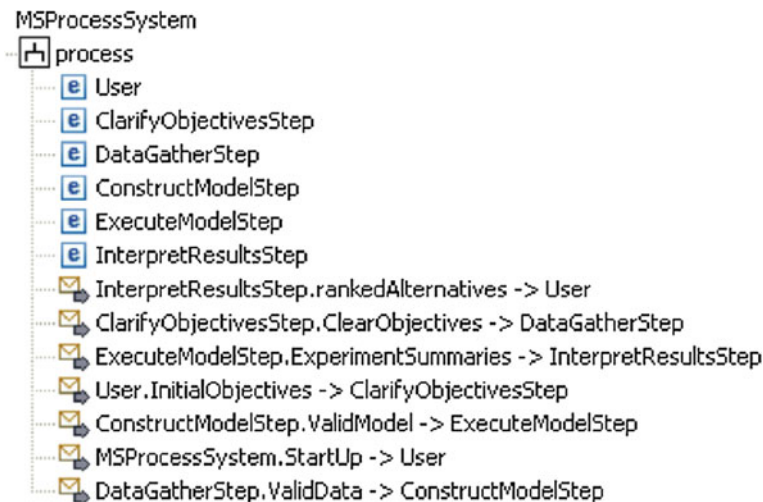 MSProcessSystem
process
e User
e ClarifyObjectivesStep
e DataGatherStep
e ConstructModelStep
e ExecuteModelStep
e InterpretResultsStep
InterpretResultsStep.rankedAlternatives -> User
ClarifyObjectivesStep.ClearObjectives -> DataGatherStep
ExecuteModelStep.ExperimentSummaries -> InterpretResultsStep
User.InitialObjectives -> ClarifyObjectivesStep
ConstructModelStep.ValidModel -> ExecuteModelStep
MSProcessSystem.StartUp -> User
DataGatherStep.ValidData -> ConstructModelStep